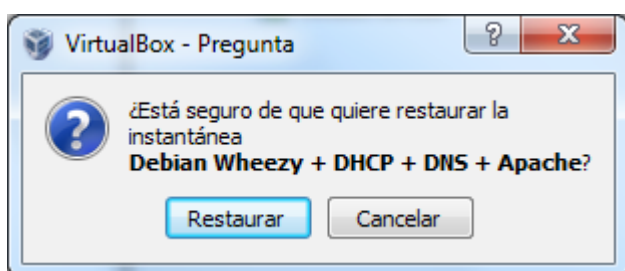 VirtualBox - Pregunta
¿Está seguro de que quiere restaurar la
instantánea
Debian Wheezy + DHCP + DNS + Apache?
Restaurar Cancelar